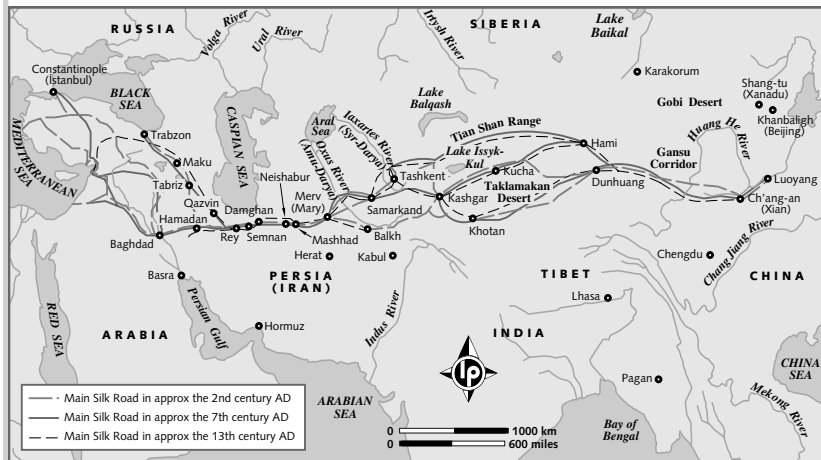 RUSSIA
SIBERIA
Volga River
Ural River
Irtysh River
Lake
Baikal
Constantinople
(İstanbul)
Karakorum
BLACK
SEA
CASPIAN SEA
Aral
Sea
Lake
Balqash
Shang-tu
(Xanadu)
Gobi Desert
Khanbaligh
(Beijing)
Iaxartes River
(Syr-Darya)
Oxus River
(Amu-Darya)
Tian Shan Range
Huang He River
MEDITERRANEAN
SEA
Trabzon
Maku
Neishabur
Tashkent
Lake Issyk-
Kul
Kucha
Hami
Gansu
Corridor
Tabriz
Merv
(Mary)
Samarkand
Kashgar
Taklamakan
Desert
Dunhuang
Luoyang
Qazvin
Damghan
Ch'ang-an
(Xian)
Hamadan
Khotan
Baghdad
Rey
Semnan
Mashhad
Balkh
Herat
Kabul
Chengdu
Chang Jiang River
Basra
PERSIA
(IRAN)
TIBET
CHINA
Persian Gulf
Lhasa
RED SEA
ARABIA
Hormuz
Indus River
INDIA
lp
CHINA
SEA
Pagan
ARABIAN
SEA
Mekong River
Bay of
Bengal
Main Silk Road in approx the 2nd century AD
Main Silk Road in approx the 7th century AD
Main Silk Road in approx the 13th century AD
0 1000 km
0 600 miles